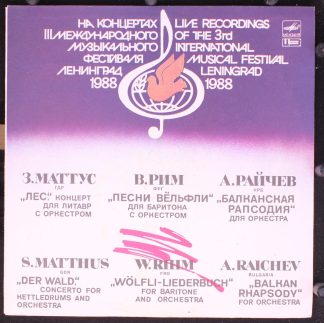 НА КОНЦЕРТАХ
III МЕЖДУНАРОДНОГО
МУЗЫКАЛЬНОГО
ФЕСТИВАЛЯ
ЛЕНИНГРАД
1988
LIVE RECORDINGS
OF THE 3rd
INTERNATIONAL
MUSICAL FESTIVAL
LENINGRAD
1988
З. МАТТУС
ГДР
„ЛЕС“. КОНЦЕРТ
ДЛЯ ЛИТАВР
С ОРКЕСТРОМ
В. РИМ
ФРГ
„ПЕСНИ ВЁЛЬФЛИ“
ДЛЯ БАРИТОНА
С ОРКЕСТРОМ
А. РАЙЧЕВ
НРБ
„БАЛКАНСКАЯ
РАПСОДИЯ“
ДЛЯ ОРКЕСТРА
S. MATTHUS
GDR
„DER WALD“.
CONCERTO FOR
KETTLEDRUMS AND
ORCHESTRA
W. RIHM
FRG
„WÖLFLI-LIEDERBUCH“
FOR BARITONE
AND ORCHESTRA
A. RAICHEV
BULGARIA
„BALKAN
RHAPSODY“
FOR ORCHESTRA